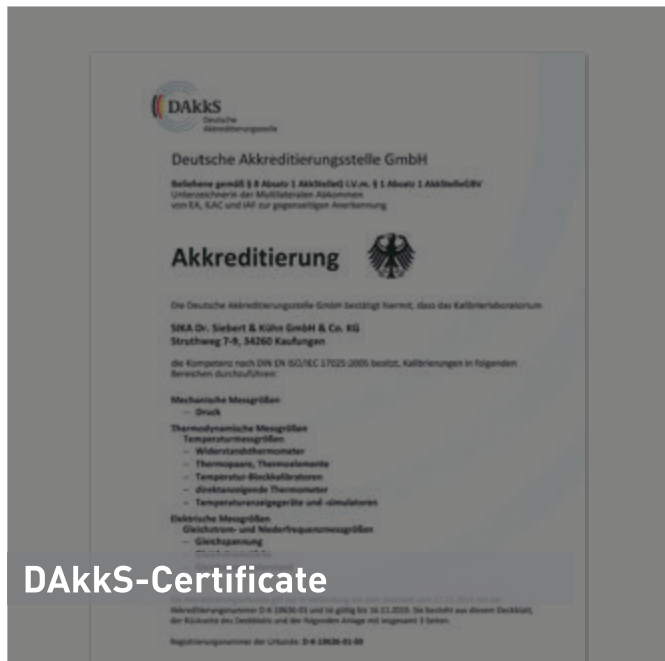 DAkkS
Deutsche
Akkreditierungsstelle
Deutsche Akkreditierungsstelle GmbH
Beliehene gemäß § 8 Absatz 1 AkkStelleG i.V.m. § 1 Absatz 1 AkkStelleGBV
Unterzeichnerin der Multilateralen Abkommen
von EA, ILAC und IAF zur gegenseitigen Anerkennung
Akkreditierung
Die Deutsche Akkreditierungsstelle GmbH bestätigt hiermit, dass das Kalibrierlaboratorium
SIKA Dr. Siebert & Kühn GmbH & Co. KG
Struthweg 7-9, 34260 Kaufungen
die Kompetenz nach DIN EN ISO/IEC 17025:2005 besitzt, Kalibrierungen in folgenden
Bereichen durchzuführen:
Mechanische Messgrößen
– Druck
Thermodynamische Messgrößen
Temperaturmessgrößen
– Widerstandsthermometer
– Thermopaare, Thermoelemente
– Temperatur-Blockkalibratoren
– direktanzeigende Thermometer
– Temperaturanzeigegeräte und -simulatoren
Elektrische Messgrößen
Gleichstrom- und Niederfrequenzmessgrößen
– Gleichspannung
DAkkS-Certificate
Akkreditierungsnummer D-K-19636-01 und ist gültig bis 16.11.2019. Sie besteht aus diesem Deckblatt,
der Rückseite des Deckblatts und der folgenden Anlage mit insgesamt 3 Seiten.
Registrierungsnummer der Urkunde: D-K-19636-01-00